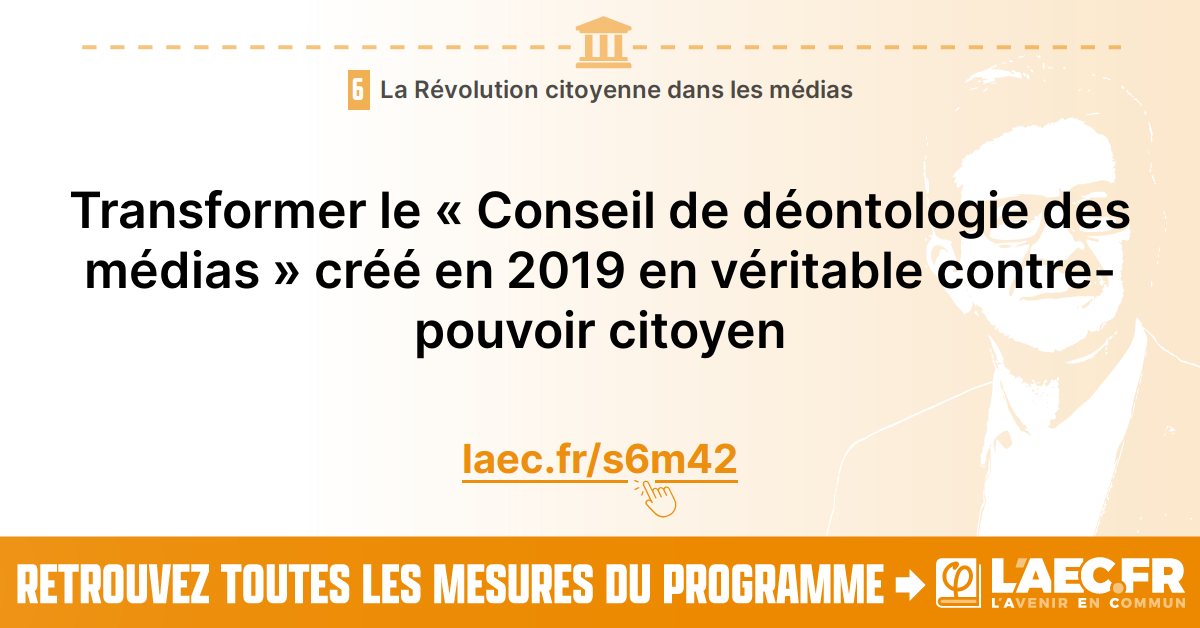 6 La Révolution citoyenne dans les médias
Transformer le « Conseil de déontologie des
médias » créé en 2019 en véritable contre-
pouvoir citoyen
laec.fr/s6m42
RETROUVEZ TOUTES LES MESURES DU PROGRAMME
φ L'AEC.FR
L'AVENIR EN COMMUN